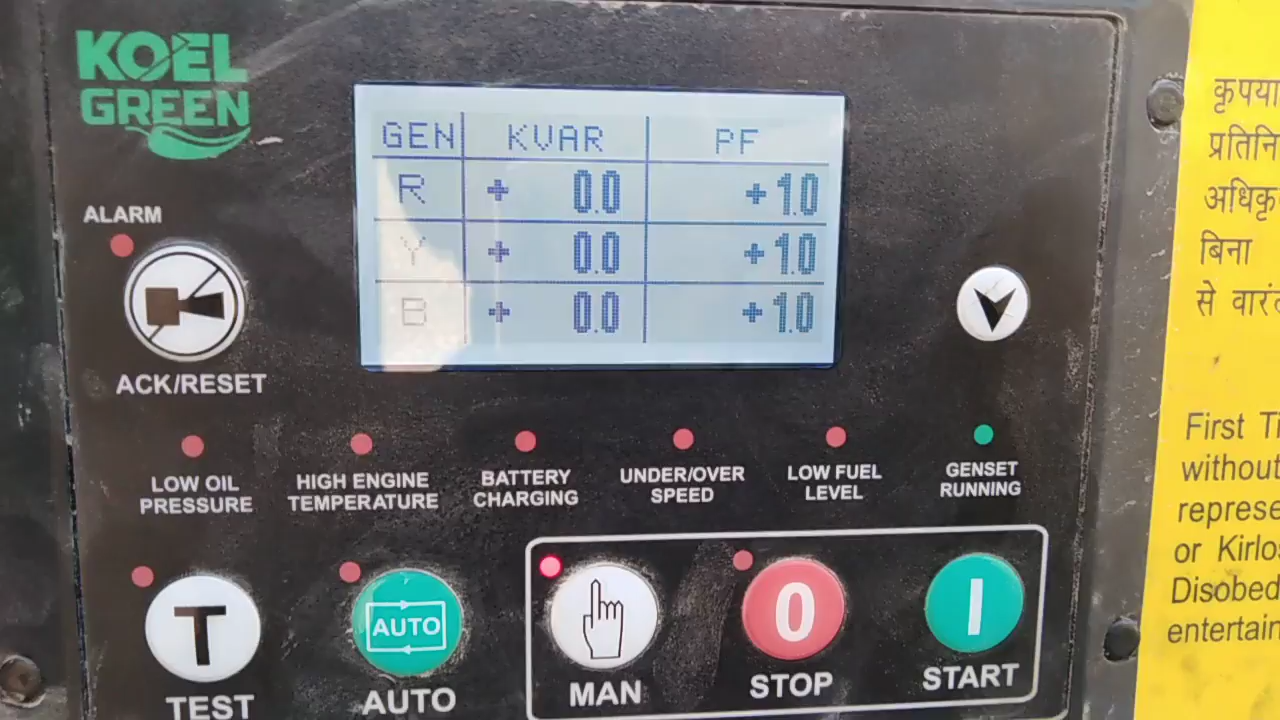 KOEL
GREEN
GEN KVAR PF
R + 0.0 +1.0
Y + 0.0 +1.0
B + 0.0 +1.0
ALARM
ACK/RESET
LOW OIL
PRESSURE
HIGH ENGINE
TEMPERATURE
BATTERY
CHARGING
UNDER/OVER
SPEED
LOW FUEL
LEVEL
GENSET
RUNNING
T
TEST
AUTO
AUTO
MAN
0
STOP
I
START
कृपया
प्रतिनि
अधिकृ
बिना
से वारं
First Ti
without
represe
or Kirlo
Disobed
entertain